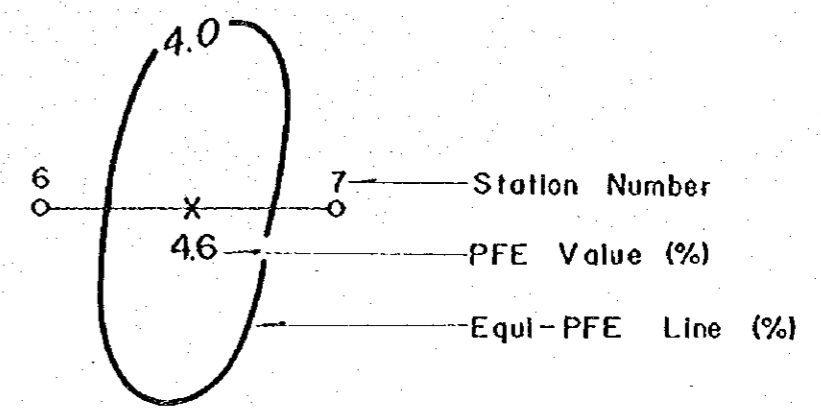 4.0
6
7
Station Number
4.6
PFE Value (%)
Equi-PFE Line (%)